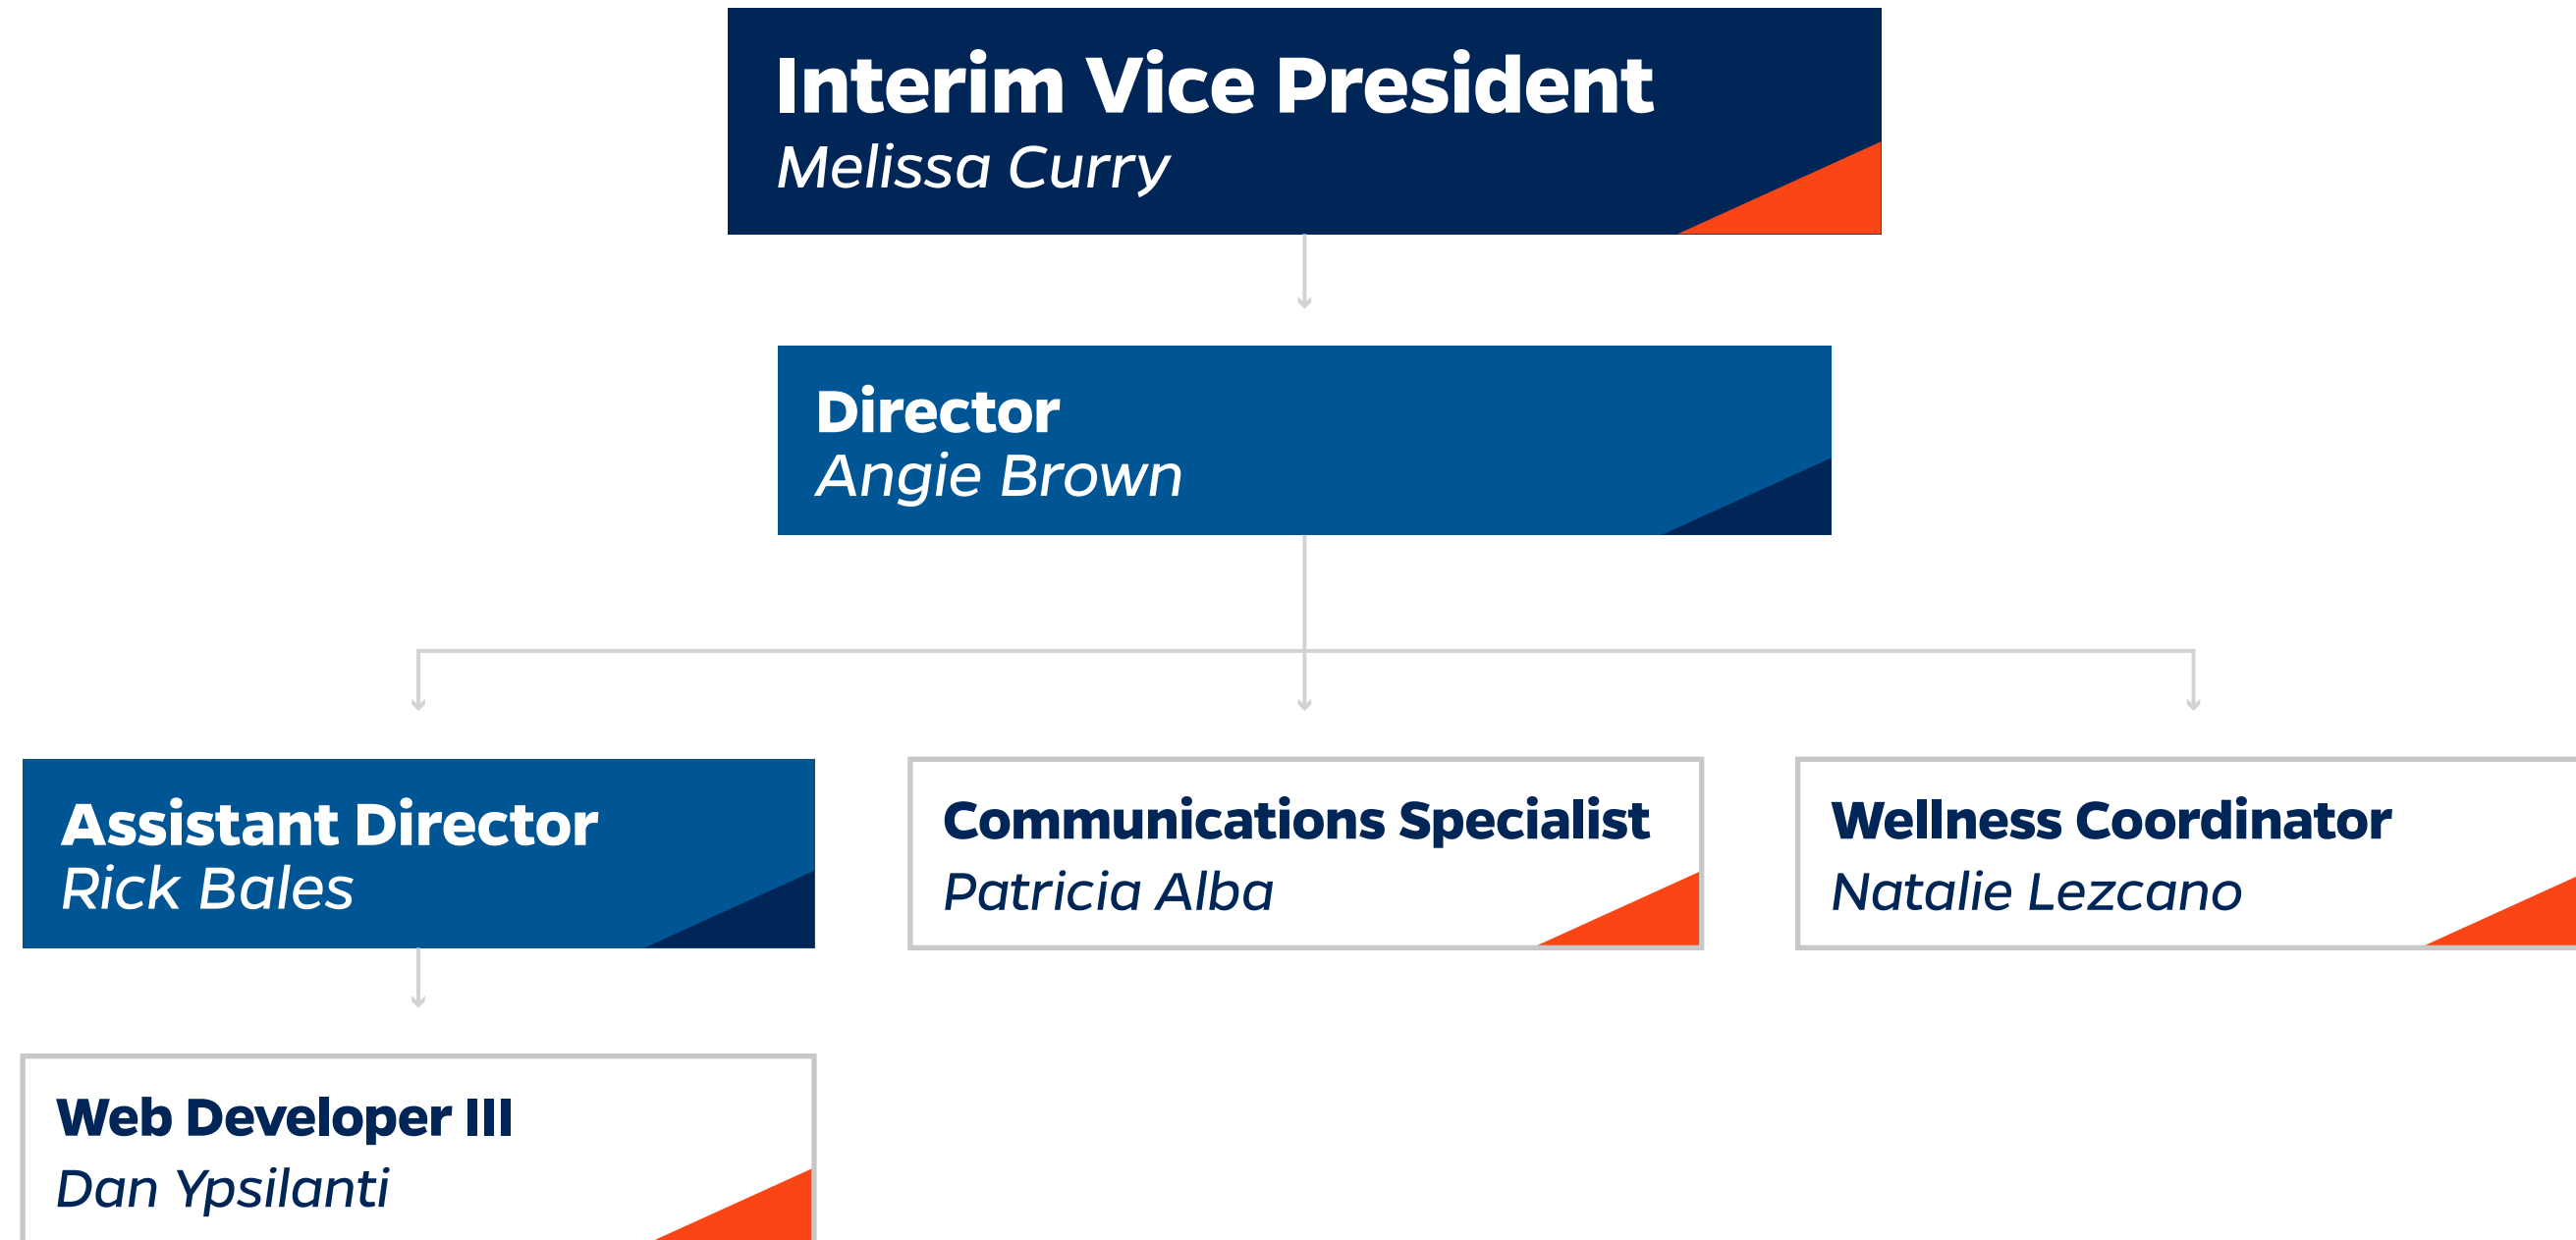 Interim Vice President
Melissa Curry
Director
Angie Brown
Assistant Director
Rick Bales
Communications Specialist
Patricia Alba
Wellness Coordinator
Natalie Lezcano
Web Developer III
Dan Ypsilanti